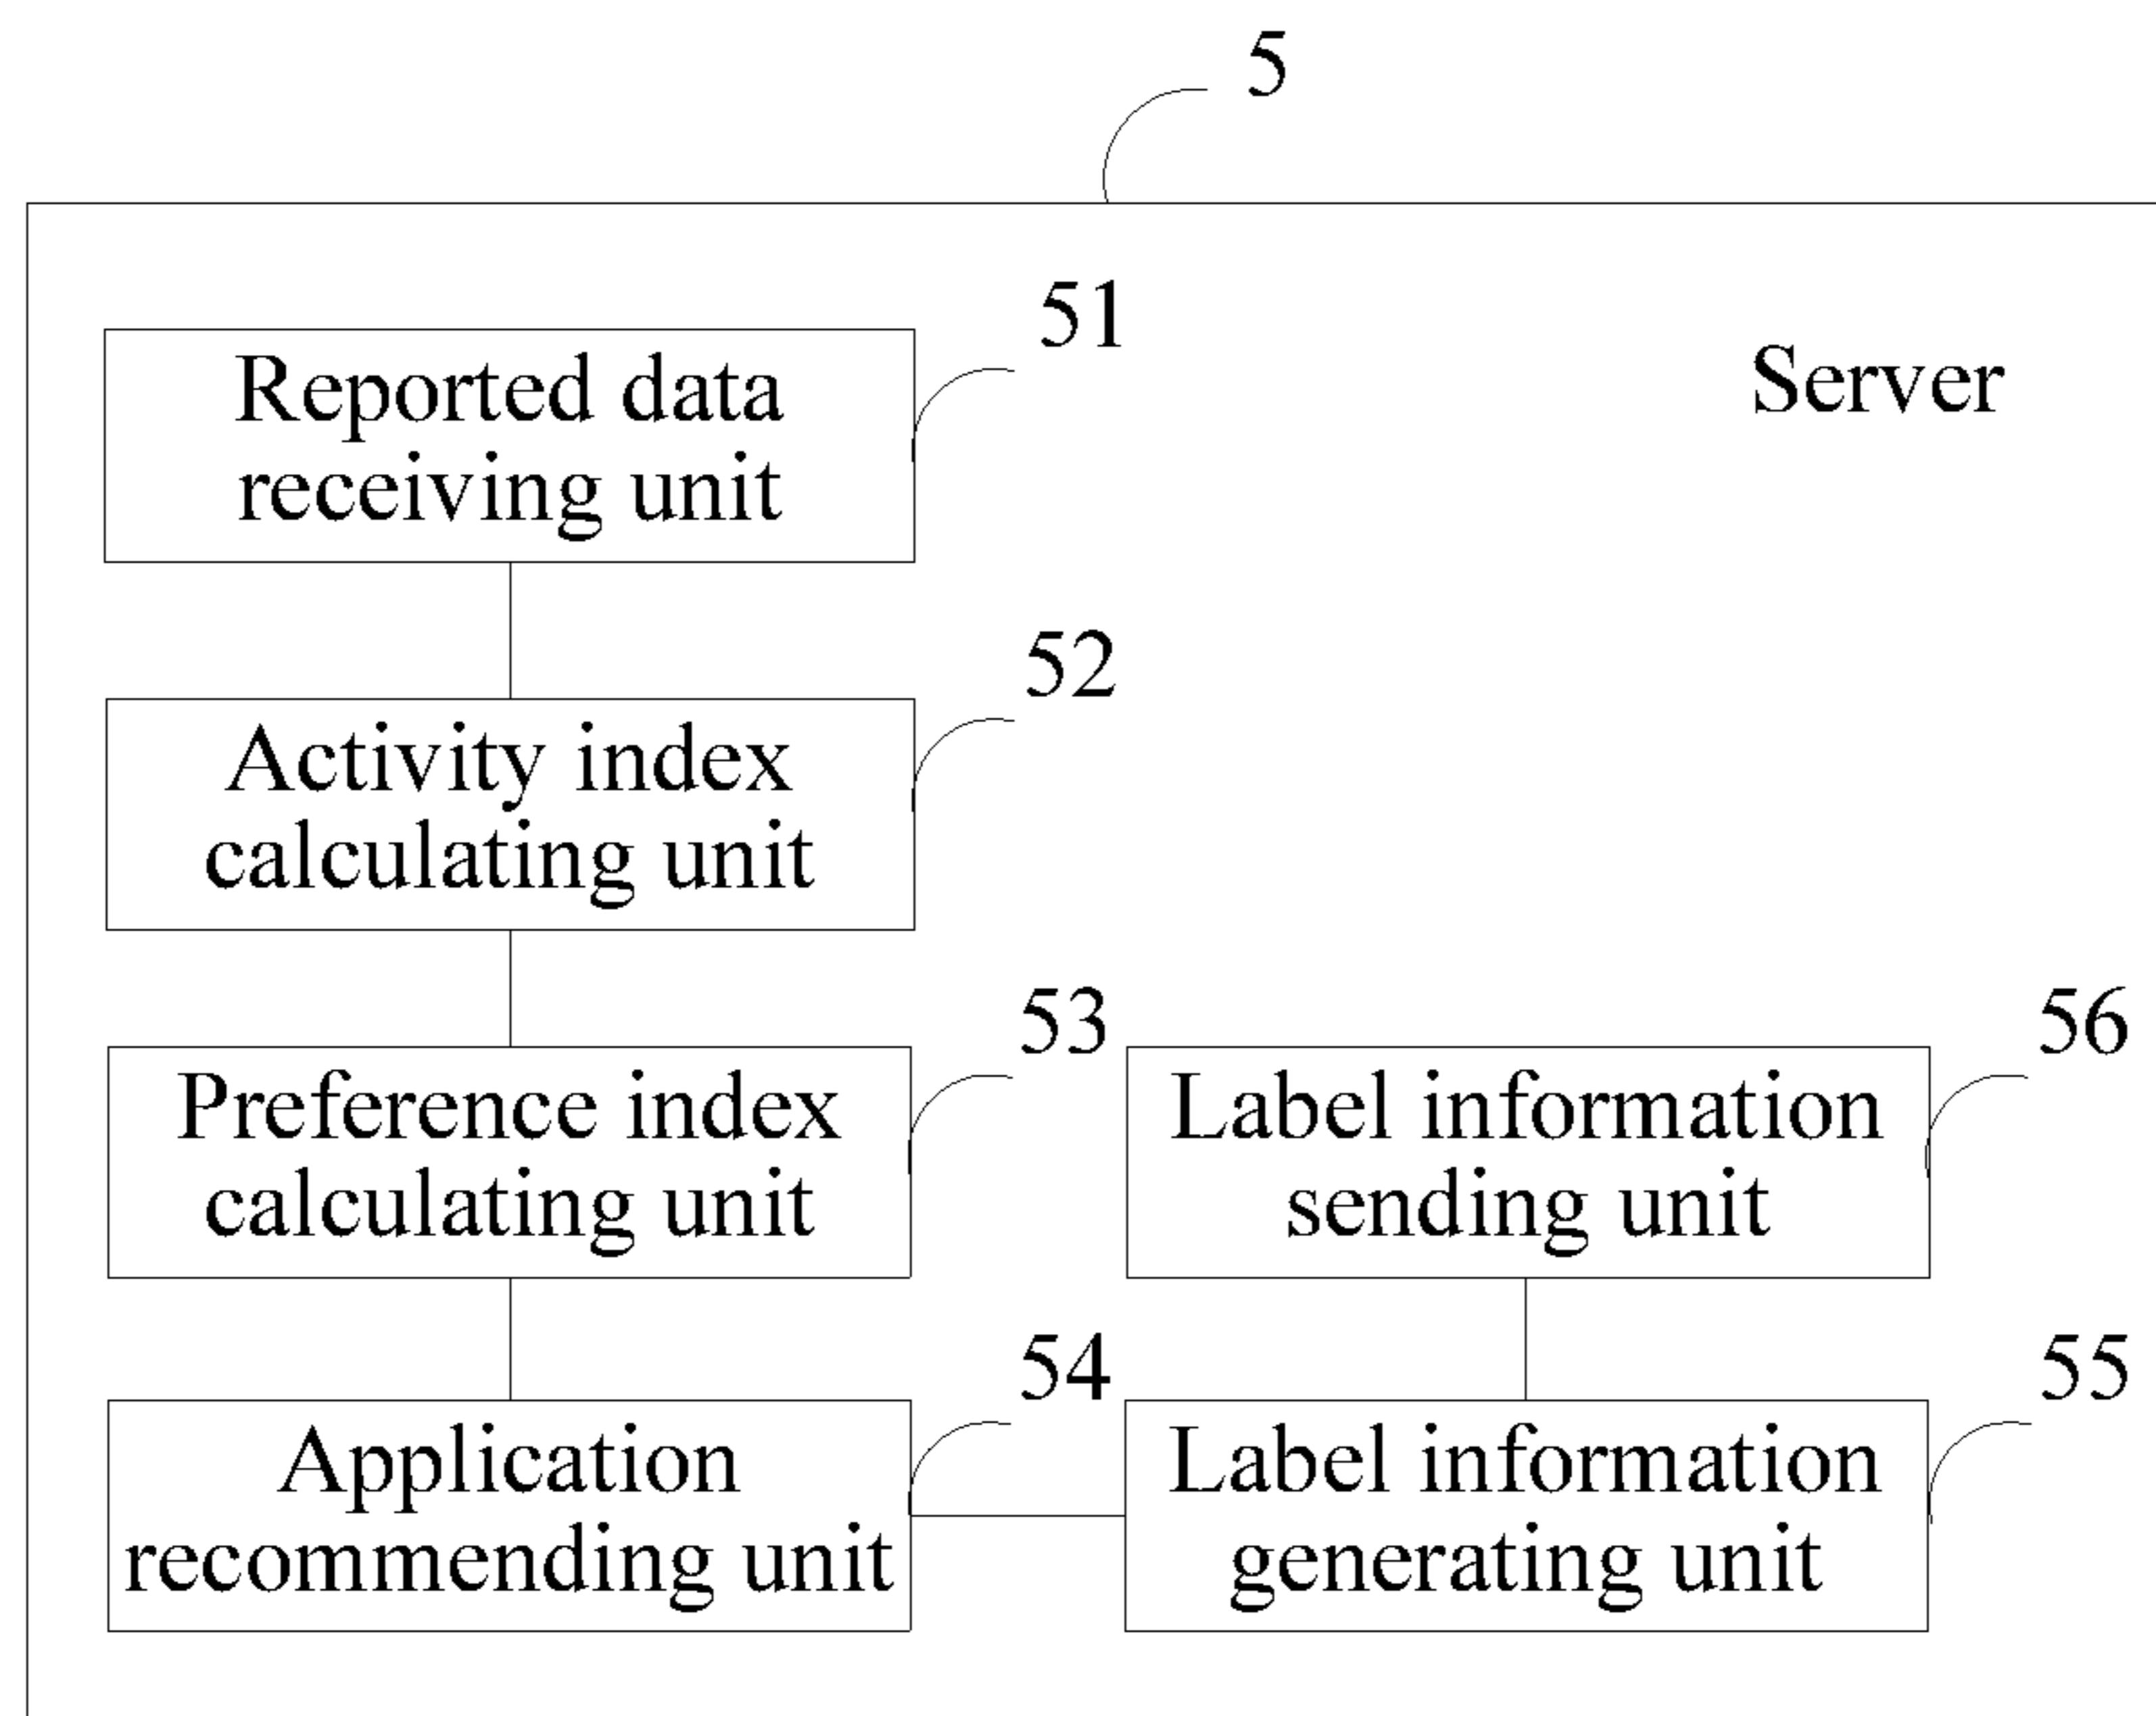 5
51
Server
Reported data
receiving unit
52
Activity index
calculating unit
53
56
Preference index
calculating unit
Label information
sending unit
54
55
Application
recommending unit
Label information
generating unit